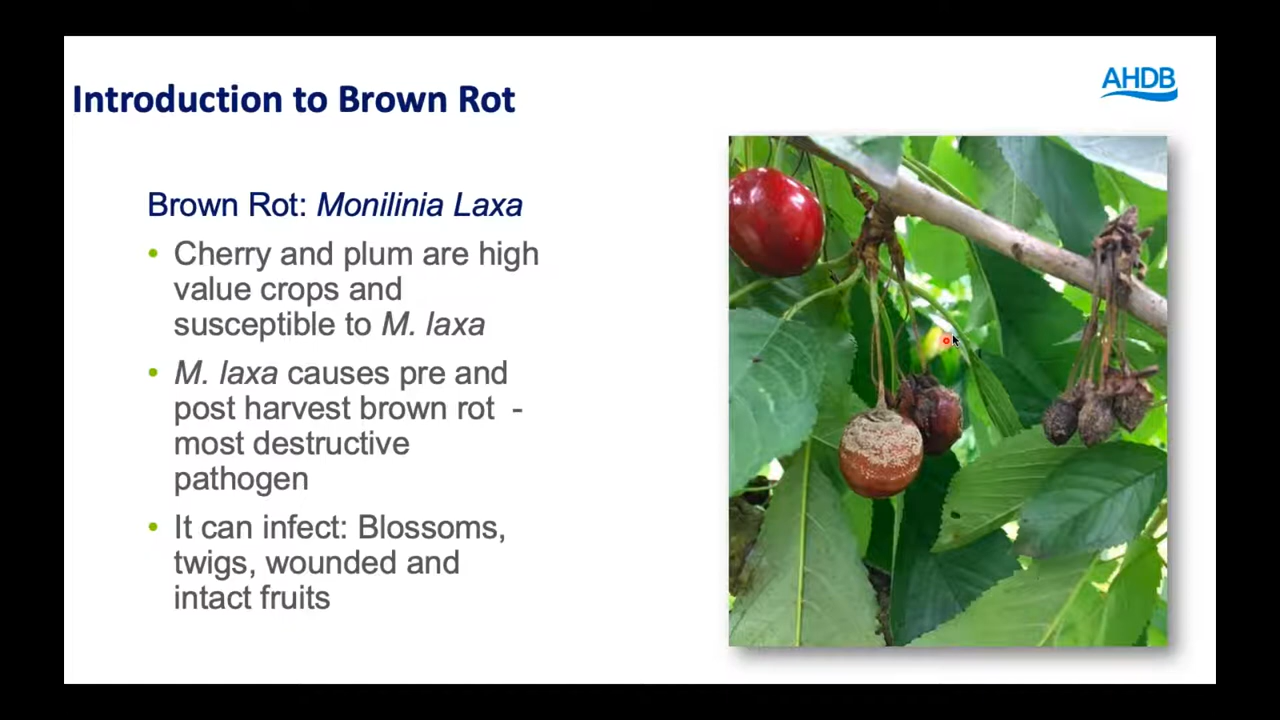 Introduction to Brown Rot
AHDB
Brown Rot: Monilinia Laxa
• Cherry and plum are high
value crops and
susceptible to M. laxa
• M. laxa causes pre and
post harvest brown rot -
most destructive
pathogen
• It can infect: Blossoms,
twigs, wounded and
intact fruits